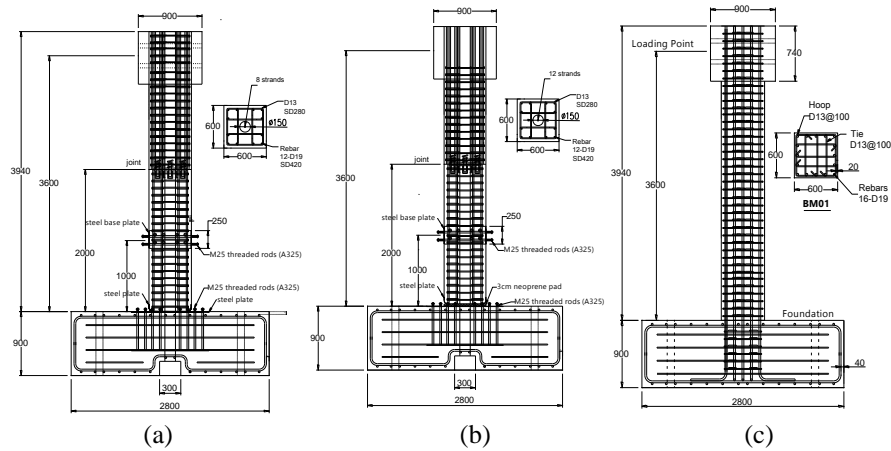 900
8 strands
D13
SD280
600
ø150
Rebar
12-D19
SD420
600
joint
3940
3600
steel base plate
250
M25 threaded rods (A325)
2000
1000
M25 threaded rods (A325)
steel plate
steel plate
900
300
2800
(a)
900
12 strands
D13
SD280
600
ø150
Rebar
12-D19
SD420
600
joint
3600
steel base plate
250
M25 threaded rods (A325)
2000
1000
steel plate
3cm neoprene pad
M25 threaded rods (A325)
900
300
2800
(b)
900
Loading Point
740
Hoop
D13@100
Tie
D13@100
600
20
600
Rebars
16-D19
BM01
3940
3600
Foundation
900
40
2800
(c)